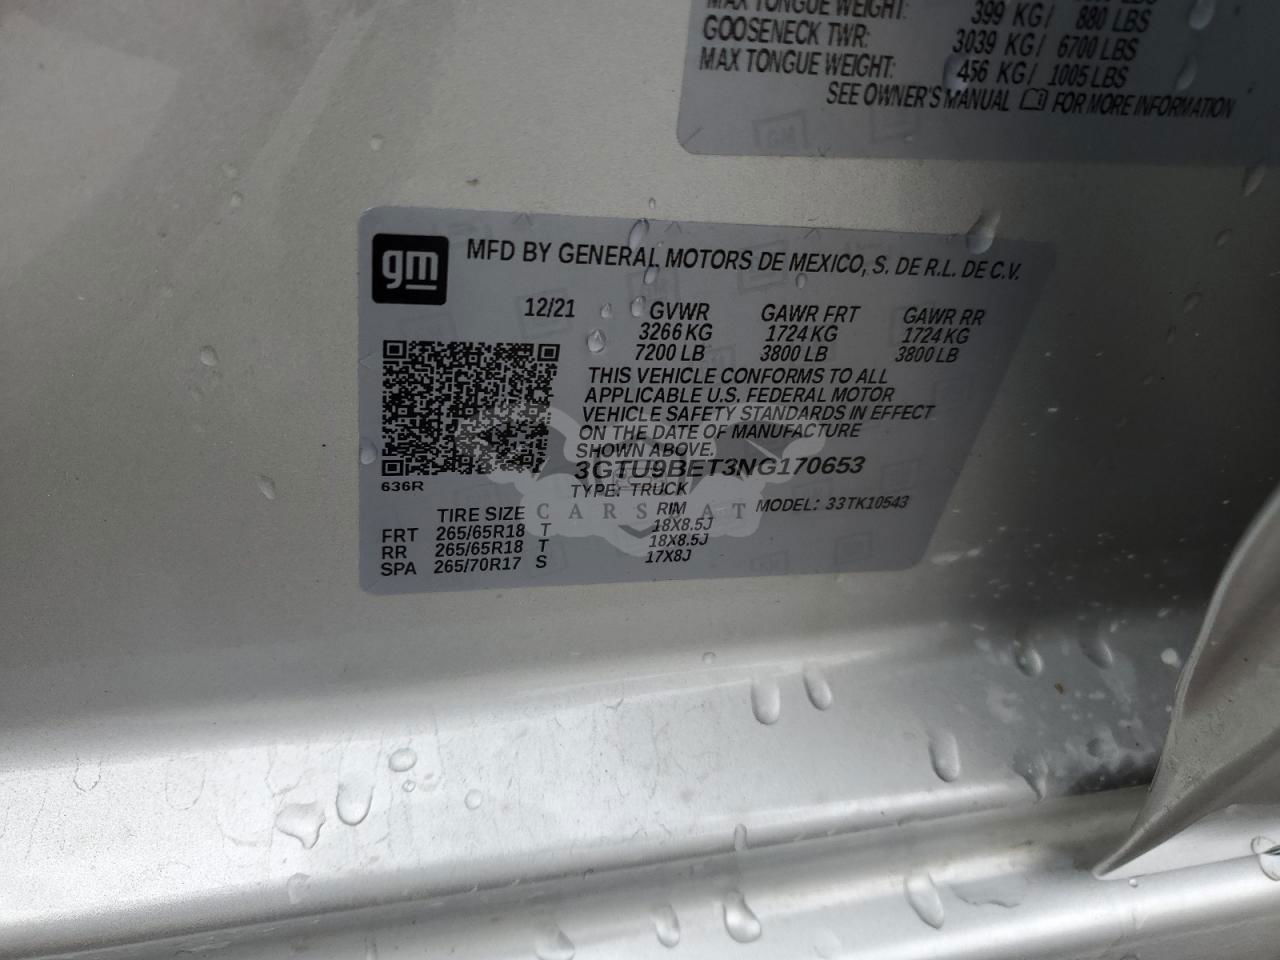 MAX TONGUE WEIGHT: 399 KG/ 880 LBS
GOOSENECK TWR: 3039 KG/ 6700 LBS
MAX TONGUE WEIGHT: 456 KG/ 1005 LBS
SEE OWNER'S MANUAL FOR MORE INFORMATION
GM
gm
MFD BY GENERAL MOTORS DE MEXICO, S. DE R.L. DE C.V.
12/21 GVWR GAWR FRT GAWR RR
3266 KG 1724 KG 1724 KG
7200 LB 3800 LB 3800 LB
THIS VEHICLE CONFORMS TO ALL
APPLICABLE U.S. FEDERAL MOTOR
VEHICLE SAFETY STANDARDS IN EFFECT
ON THE DATE OF MANUFACTURE
SHOWN ABOVE.
3GTU9BET3NG170653
636R
TYPE: TRUCK MODEL: 33TK10543
CARSCAT
TIRE SIZE RIM
FRT 265/65R18 T 18X8.5J
RR 265/65R18 T 18X8.5J
SPA 265/70R17 S 17X8J